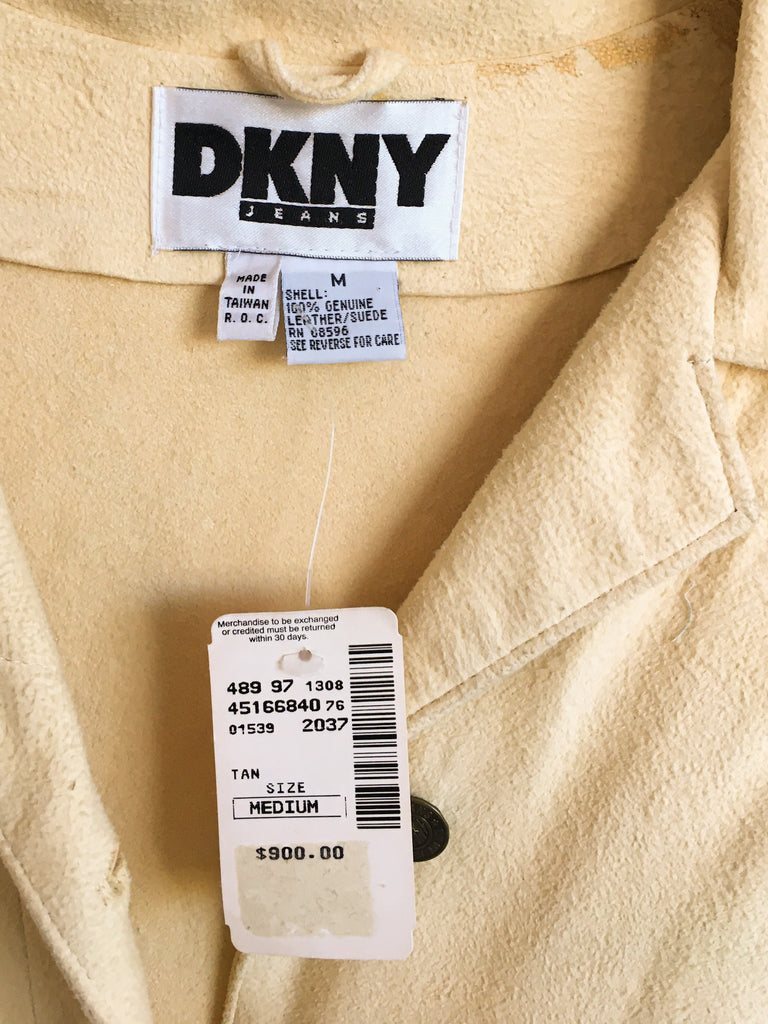 DKNY
JEANS
MADE
IN
TAIWAN
R. O. C.
M
SHELL:
100% GENUINE
LEATHER/SUEDE
RN 68596
SEE REVERSE FOR CARE
Merchandise to be exchanged
or credited must be returned
within 30 days.
489 97 1308
45166840 76
01539 2037
TAN
SIZE
MEDIUM
$900.00